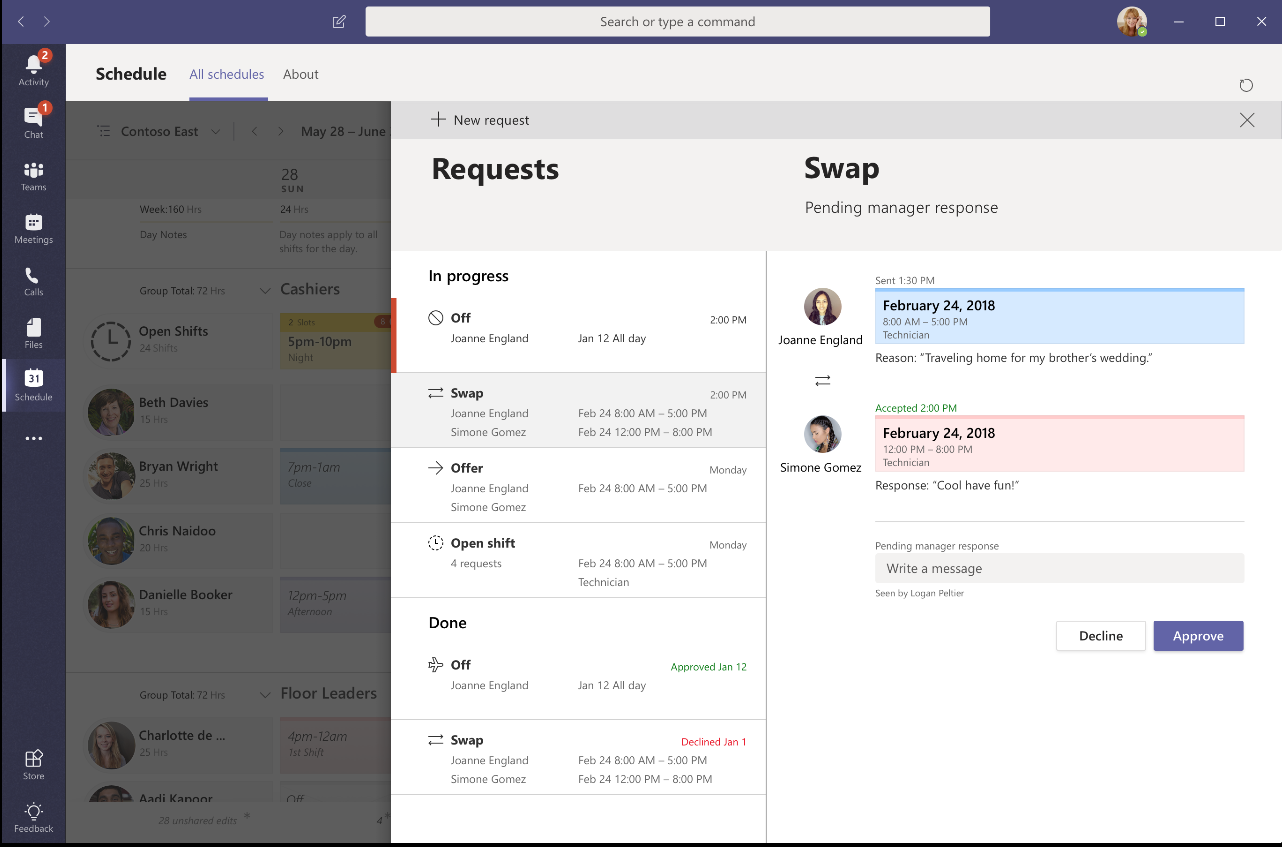 Search or type a command
2
Activity
1
Chat
Teams
Meetings
Calls
Files
31
Schedule
Store
Feedback
Schedule
All schedules
About
Contoso East
May 28 – June
28
SUN
Week:160 Hrs
24 Hrs
Day Notes
Day notes apply to all
shifts for the day.
Group Total: 72 Hrs
Cashiers
Open Shifts
24 Shifts
2 Slots
6
5pm-10pm
Night
Beth Davies
15 Hrs
Bryan Wright
25 Hrs
7pm-1am
Close
Chris Naidoo
20 Hrs
Danielle Booker
15 Hrs
12pm-5pm
Afternoon
Group Total: 72 Hrs
Floor Leaders
Charlotte de ...
25 Hrs
4pm-12am
1st Shift
Aadi Kapoor
Off
28 unshared edits *
4*
New request
Requests
In progress
Off
2:00 PM
Joanne England
Jan 12 All day
Swap
2:00 PM
Joanne England
Feb 24 8:00 AM – 5:00 PM
Simone Gomez
Feb 24 12:00 PM – 8:00 PM
Offer
Monday
Joanne England
Feb 24 8:00 AM – 5:00 PM
Simone Gomez
Open shift
Monday
4 requests
Feb 24 8:00 AM – 5:00 PM
Technician
Done
Off
Approved Jan 12
Joanne England
Jan 12 All day
Swap
Declined Jan 1
Joanne England
Feb 24 8:00 AM – 5:00 PM
Simone Gomez
Feb 24 12:00 PM – 8:00 PM
Swap
Pending manager response
Sent 1:30 PM
February 24, 2018
8:00 AM – 5:00 PM
Technician
Joanne England
Reason: “Traveling home for my brother’s wedding.”
Accepted 2:00 PM
February 24, 2018
12:00 PM – 8:00 PM
Technician
Simone Gomez
Response: “Cool have fun!”
Pending manager response
Write a message
Seen by Logan Peltier
Decline
Approve